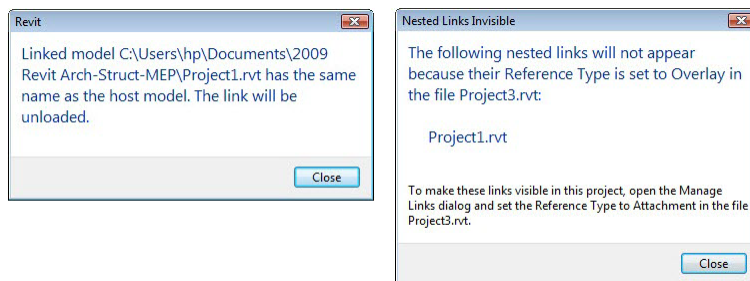 Revit
Linked model C:\Users\hp\Documents\2009
Revit Arch-Struct-MEP\Project1.rvt has the same
name as the host model. The link will be
unloaded.
Close
Nested Links Invisible
The following nested links will not appear
because their Reference Type is set to Overlay in
the file Project3.rvt:
Project1.rvt
To make these links visible in this project, open the Manage
Links dialog and set the Reference Type to Attachment in the file
Project3.rvt.
Close